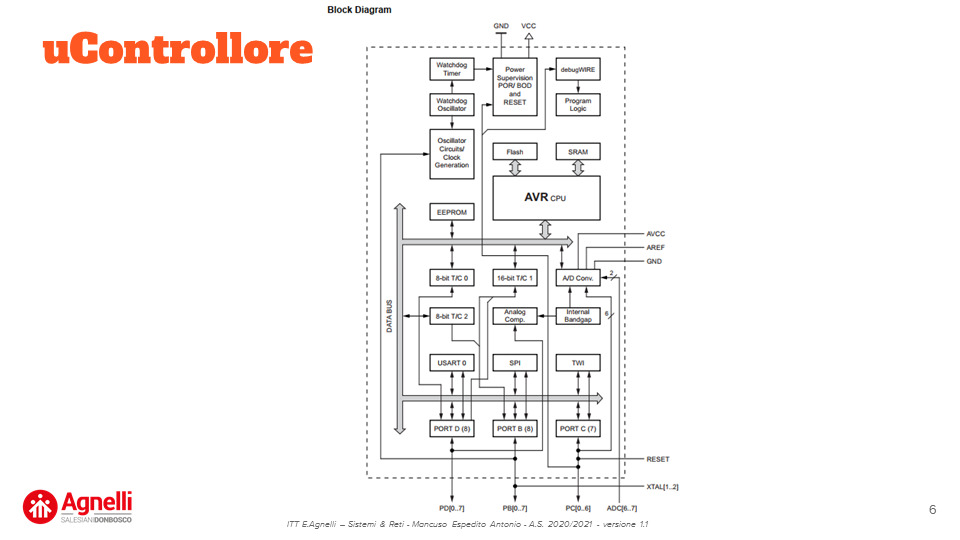 Block Diagram
uControllore
GND
VCC
Watchdog
Timer
Power
Supervision
POR/ BOD
and
RESET
debugWIRE
Watchdog
Oscillator
Program
Logic
Oscillator
Circuits/
Clock
Generation
Flash
SRAM
AVR CPU
EEPROM
AVCC
AREF
GND
8-bit T/C 0
16-bit T/C 1
A/D Conv.
2
DATA BUS
8-bit T/C 2
Analog
Comp.
Internal
Bandgap
6
USART 0
SPI
TWI
PORT D (8)
PORT B (8)
PORT C (7)
RESET
XTAL[1..2]
PD[0..7]
PB[0..7]
PC[0..6]
ADC[6..7]
Agnelli
SALESIANI DONBOSCO
ITT E.Agnelli – Sistemi & Reti - Mancuso Espedito Antonio - A.S. 2020/2021 - versione 1.1
6